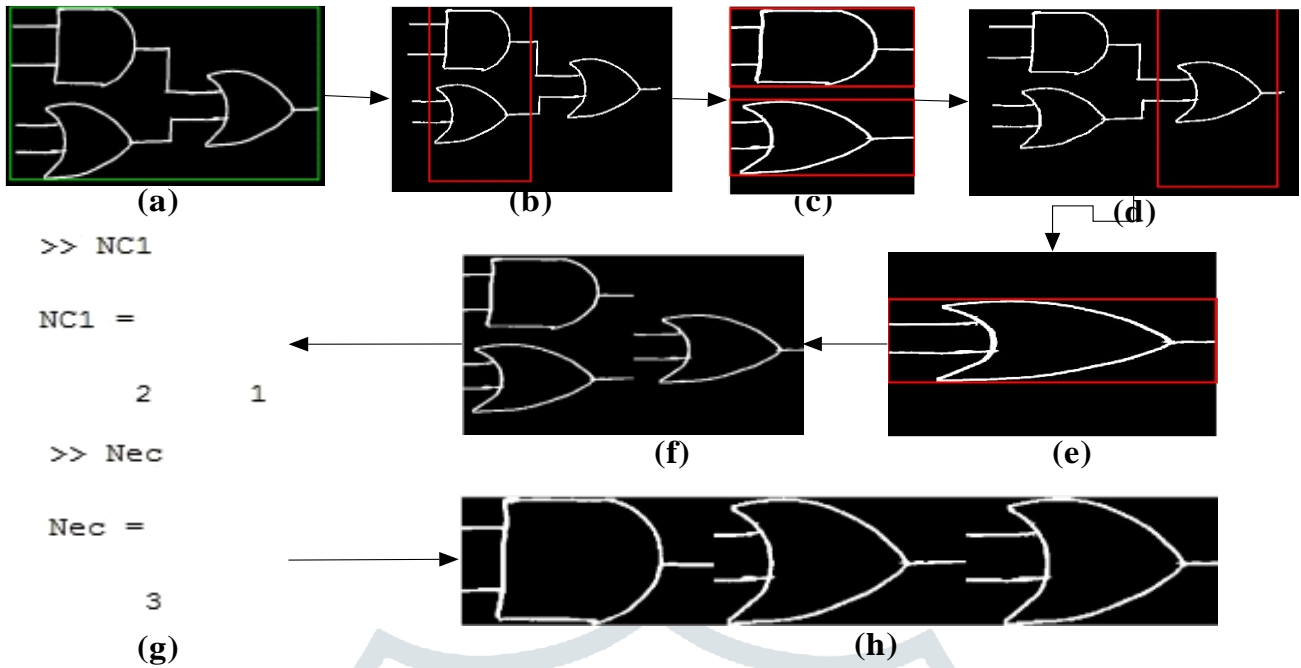 (a)
(b)
(c)
(d)
>> NC1
NC1 =
2 1
>> Nec
Nec =
3
(g)
(f)
(e)
(h)